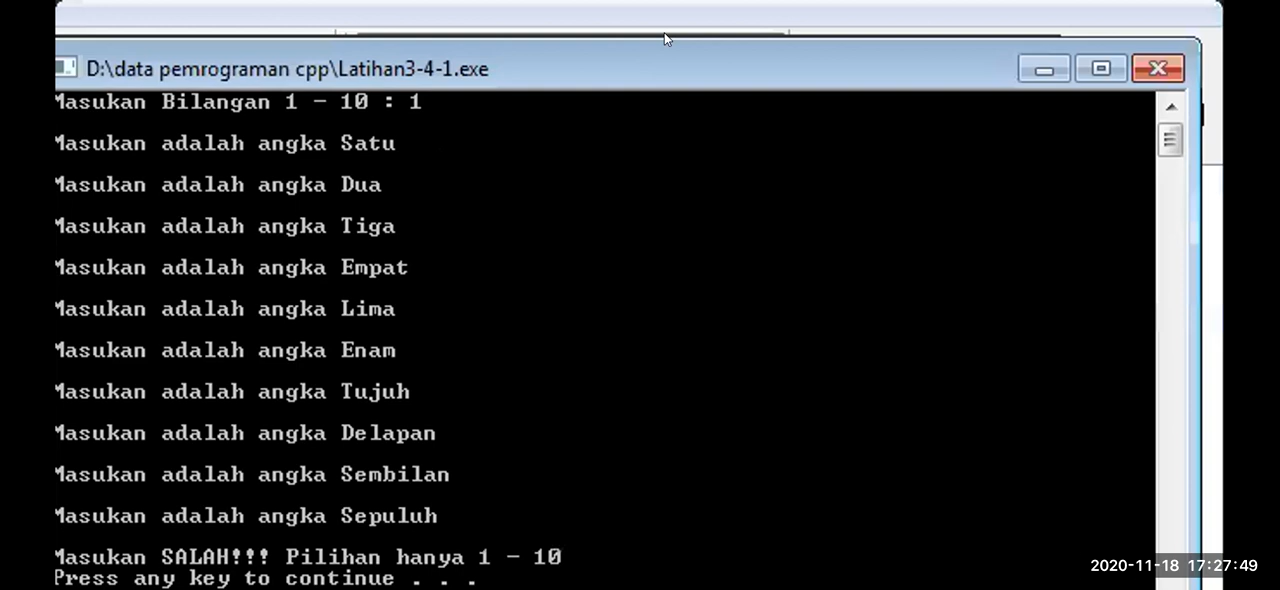 D:\data pemrograman cpp\Latihan3-4-1.exe
Masukan Bilangan 1 - 10 : 1
Masukan adalah angka Satu
Masukan adalah angka Dua
Masukan adalah angka Tiga
Masukan adalah angka Empat
Masukan adalah angka Lima
Masukan adalah angka Enam
Masukan adalah angka Tujuh
Masukan adalah angka Delapan
Masukan adalah angka Sembilan
Masukan adalah angka Sepuluh
Masukan SALAH!!! Pilihan hanya 1 - 10
Press any key to continue . . .
2020-11-18 17:27:49